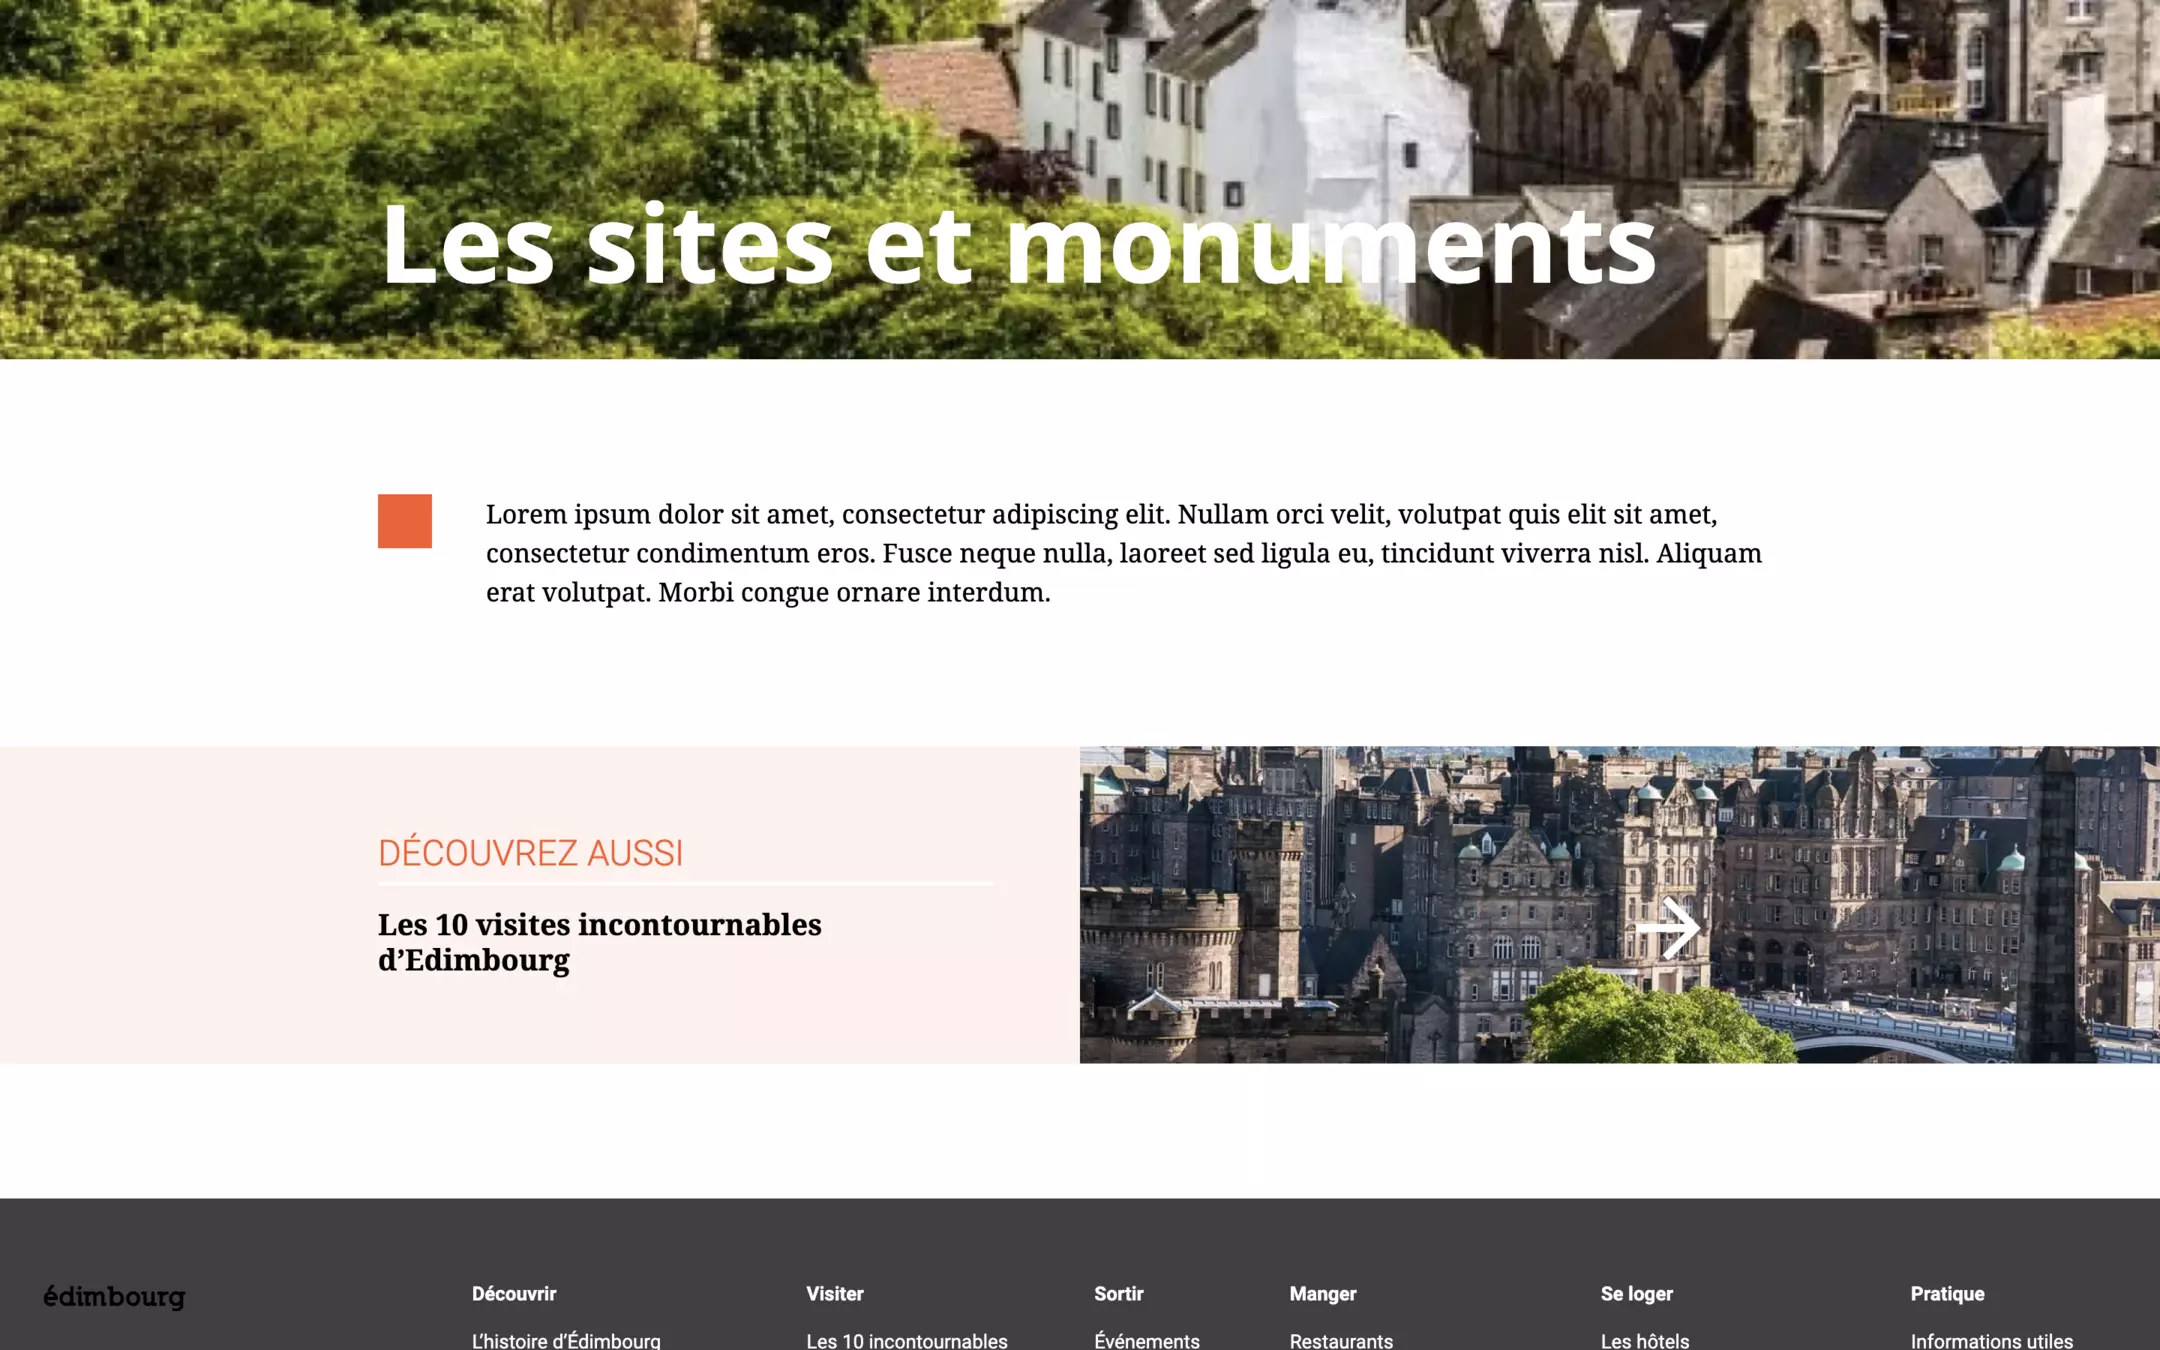 Les sites et monuments
Lorem ipsum dolor sit amet, consectetur adipiscing elit. Nullam orci velit, volutpat quis elit sit amet,
consectetur condimentum eros. Fusce neque nulla, laoreet sed ligula eu, tincidunt viverra nisl. Aliquam
erat volutpat. Morbi congue ornare interdum.
DÉCOUVREZ AUSSI
Les 10 visites incontournables
d’Edimbourg
édimbourg
Découvrir
Visiter
Sortir
Manger
Se loger
Pratique
L’histoire d’Édimbourg
Les 10 incontournables
Événements
Restaurants
Les hôtels
Informations utiles